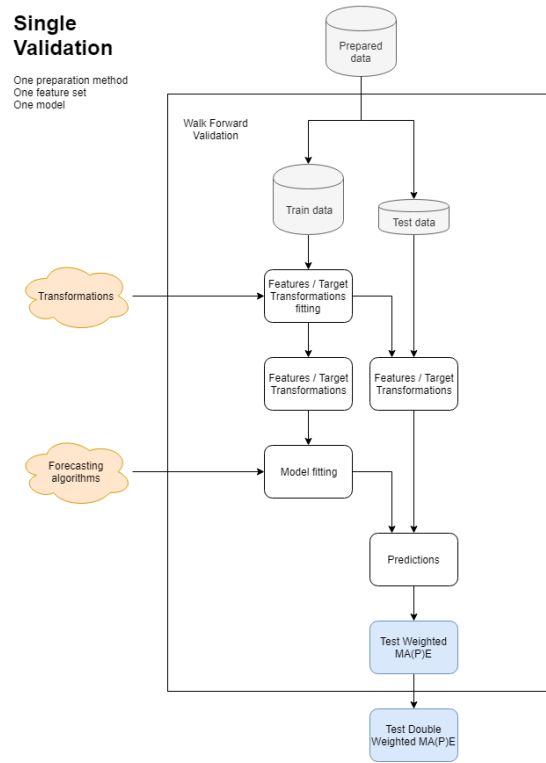 Single
Validation
One preparation method
One feature set
One model
Prepared
data
Walk Forward
Validation
Train data
Test data
Transformations
Features / Target
Transformations
fitting
Features / Target
Transformations
Features / Target
Transformations
Forecasting
algorithms
Model fitting
Predictions
Test Weighted
MA(P)E
Test Double
Weighted MA(P)E